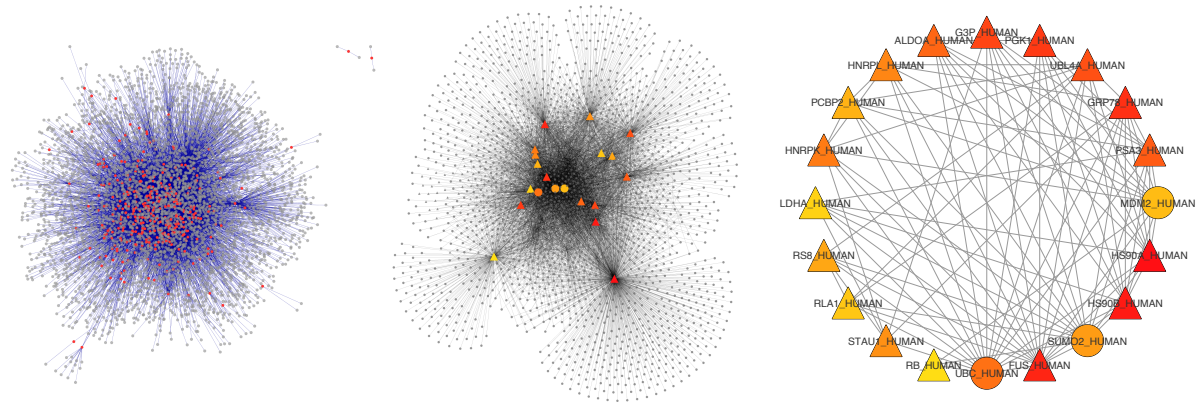 G3P_HUMAN
ALDOA_HUMAN
PGK1_HUMAN
HNRPL_HUMAN
UBL4A_HUMAN
PCBP2_HUMAN
GRP78_HUMAN
HNRPK_HUMAN
PSA3_HUMAN
LDHA_HUMAN
MDM2_HUMAN
RS8_HUMAN
HS90A_HUMAN
RLA1_HUMAN
HS90B_HUMAN
STAU1_HUMAN
SUMO2_HUMAN
RB_HUMAN
UBC_HUMAN
FUS_HUMAN